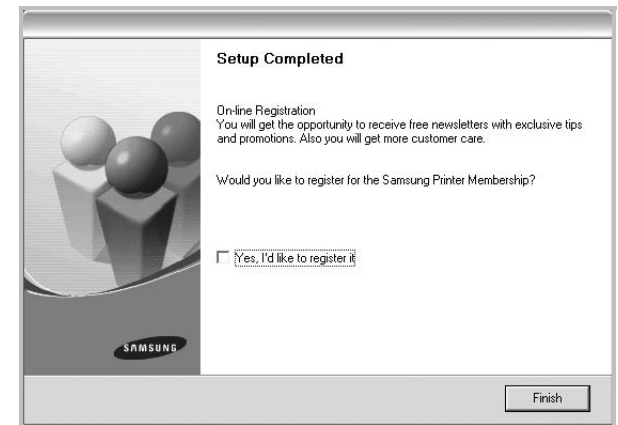 Setup Completed
On-line Registration
You will get the opportunity to receive free newsletters with exclusive tips
and promotions. Also you will get more customer care.
Would you like to register for the Samsung Printer Membership?
Yes, I'd like to register it
SAMSUNG
Finish